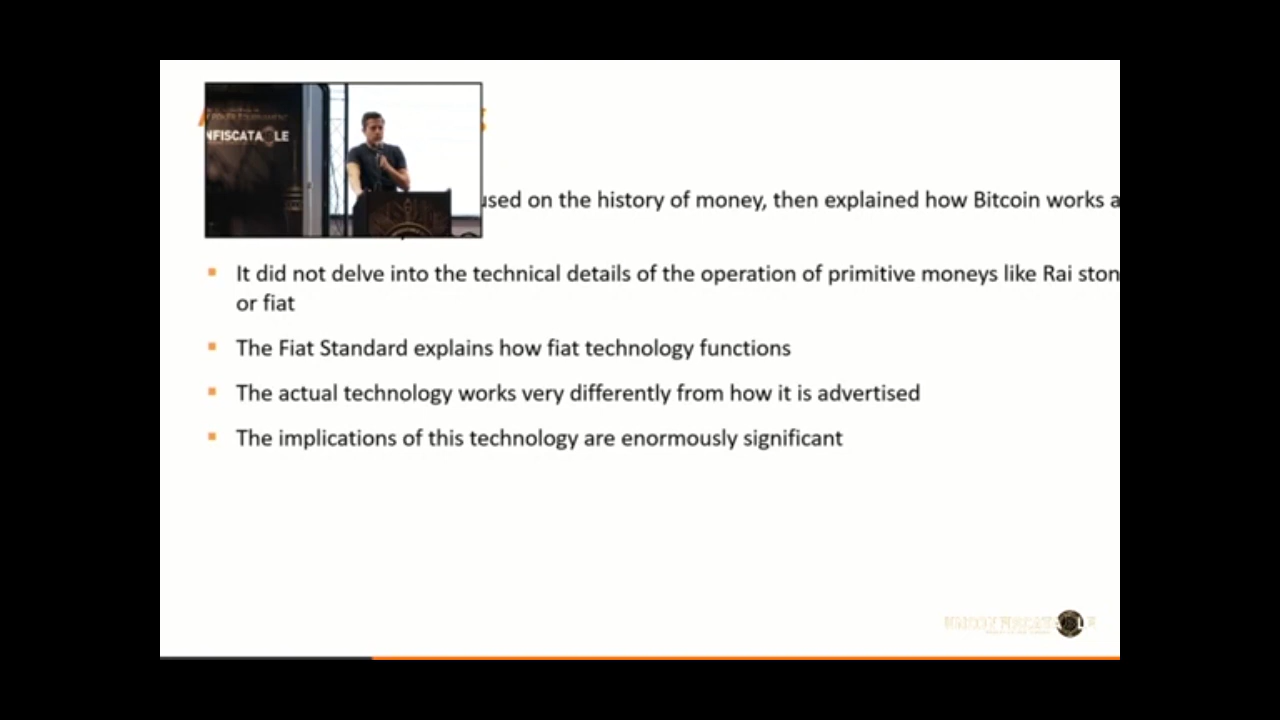 NFISCATA LE
used on the history of money, then explained how Bitcoin works a
It did not delve into the technical details of the operation of primitive moneys like Rai ston
or fiat
The Fiat Standard explains how fiat technology functions
The actual technology works very differently from how it is advertised
The implications of this technology are enormously significant